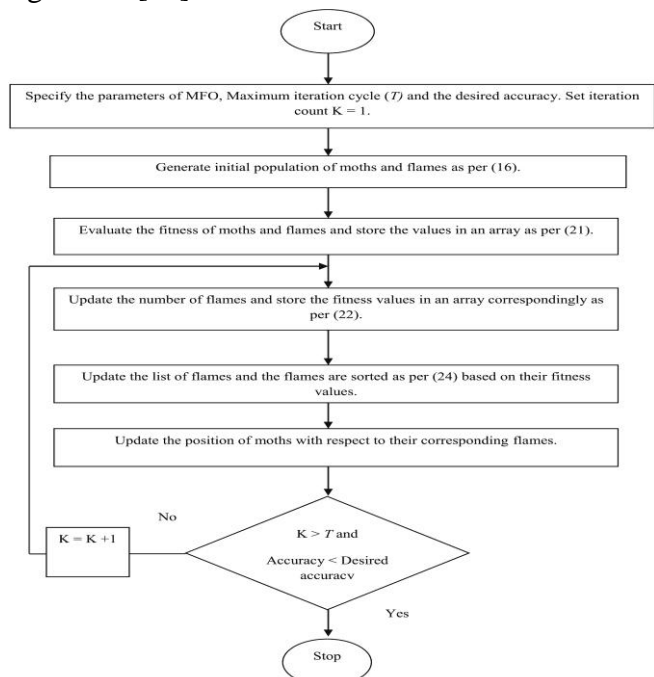 Start
Specify the parameters of MFO, Maximum iteration cycle (T) and the desired accuracy. Set iteration
count K = 1.
Generate initial population of moths and flames as per (16).
Evaluate the fitness of moths and flames and store the values in an array as per (21).
Update the number of flames and store the fitness values in an array correspondingly as
per (22).
Update the list of flames and the flames are sorted as per (24) based on their fitness
values.
Update the position of moths with respect to their corresponding flames.
No
K = K +1
K > T and
Accuracy < Desired
accuracy
Yes
Stop